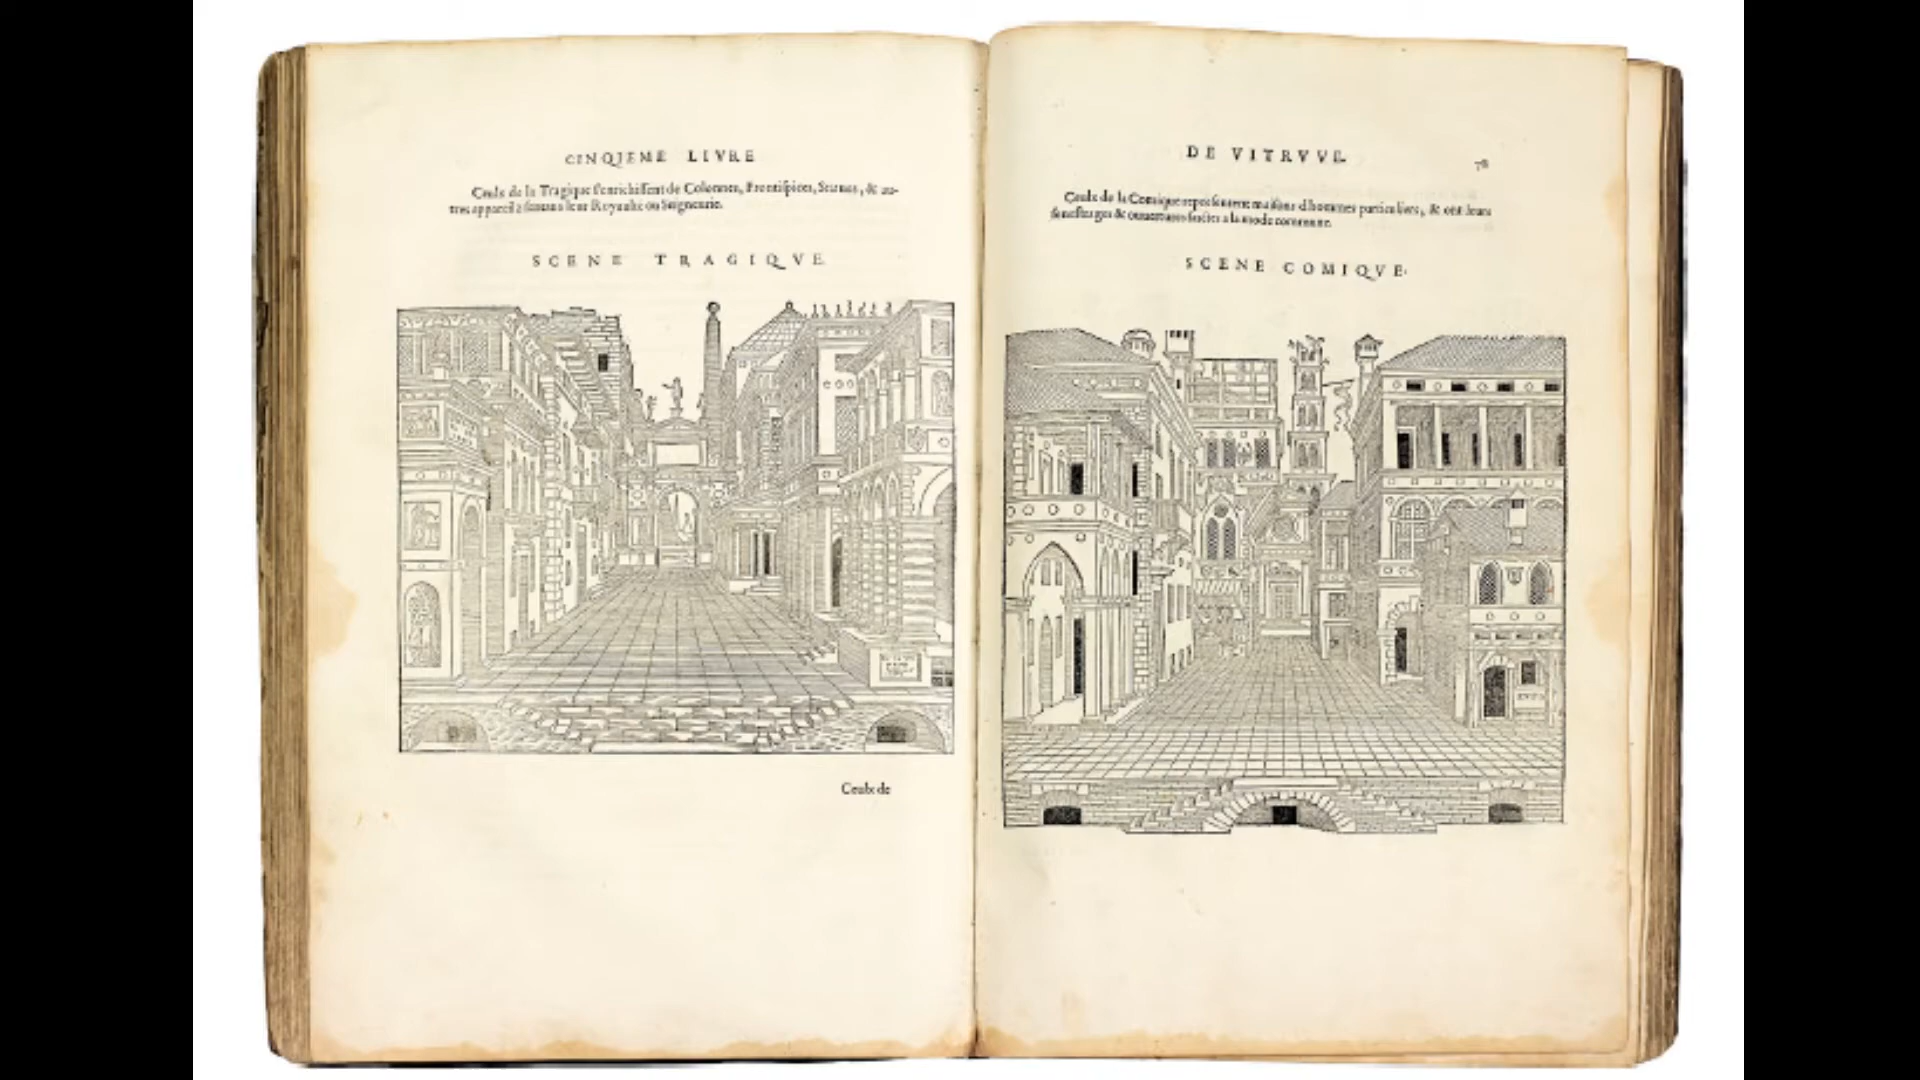 CINQIEME LIVRE
Ceulx de la Tragique s'enrichissent de Colonnes, Frontispices, Statues, & au-
tres appareilz sentans leur Royaulte ou Seigneurie.
SCENE TRAGIQVE.
Ceulx de
DE VITRVVE.
78
Ceulx de la Comique representent maisons d'hommes particuliers, & ont leurs
fenestrages & ouuertures faictes a la mode commune.
SCENE COMIQVE.